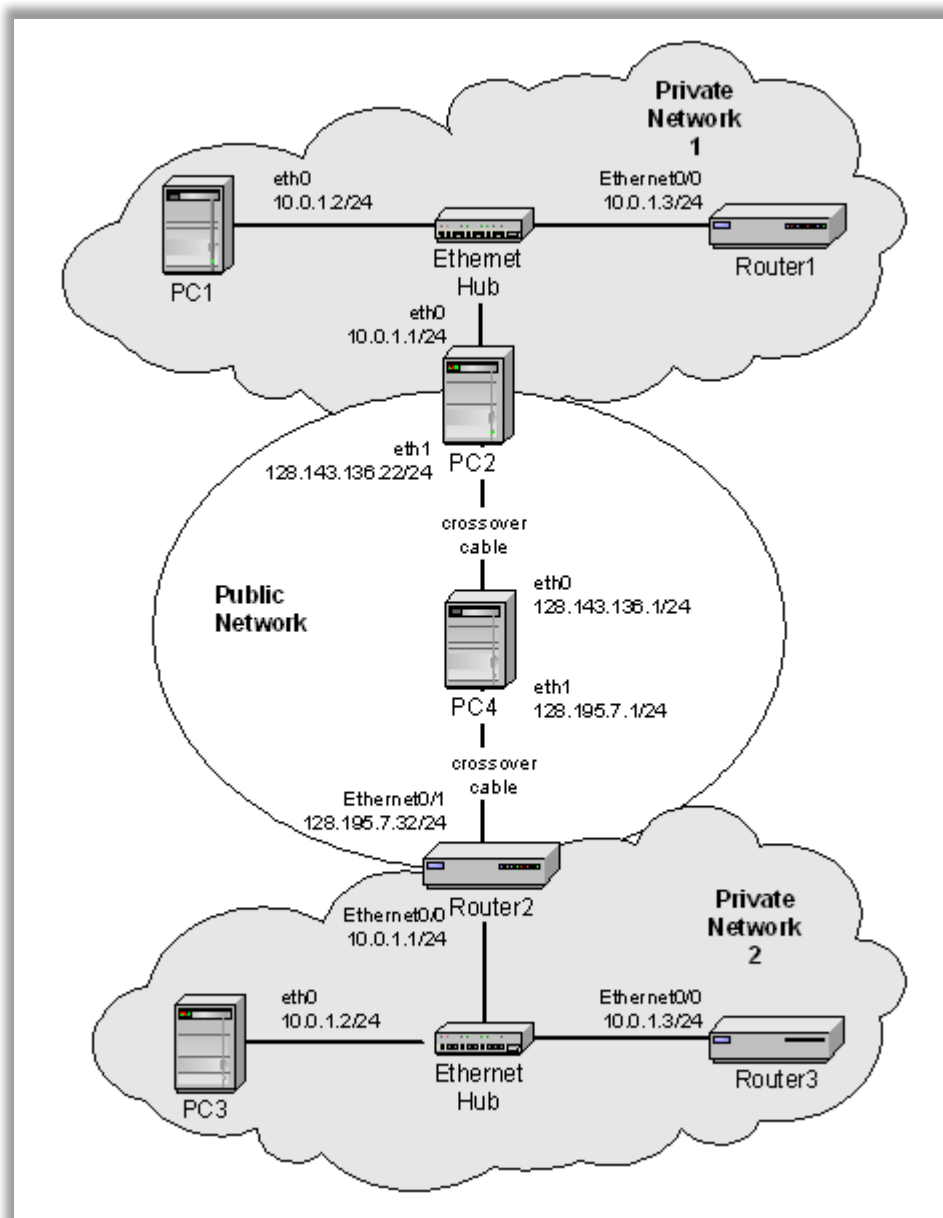 Private
Network
1
eth0
10.0.1.2/24
Ethernet0/0
10.0.1.3/24
PC1
Ethernet
Hub
Router1
eth0
10.0.1.1/24
eth1
128.143.136.22/24
PC2
crossover
cable
Public
Network
eth0
128.143.136.1/24
PC4
eth1
128.195.7.1/24
crossover
cable
Ethernet0/1
128.195.7.32/24
Router2
Ethernet0/0
10.0.1.1/24
Private
Network
2
eth0
10.0.1.2/24
Ethernet0/0
10.0.1.3/24
PC3
Ethernet
Hub
Router3